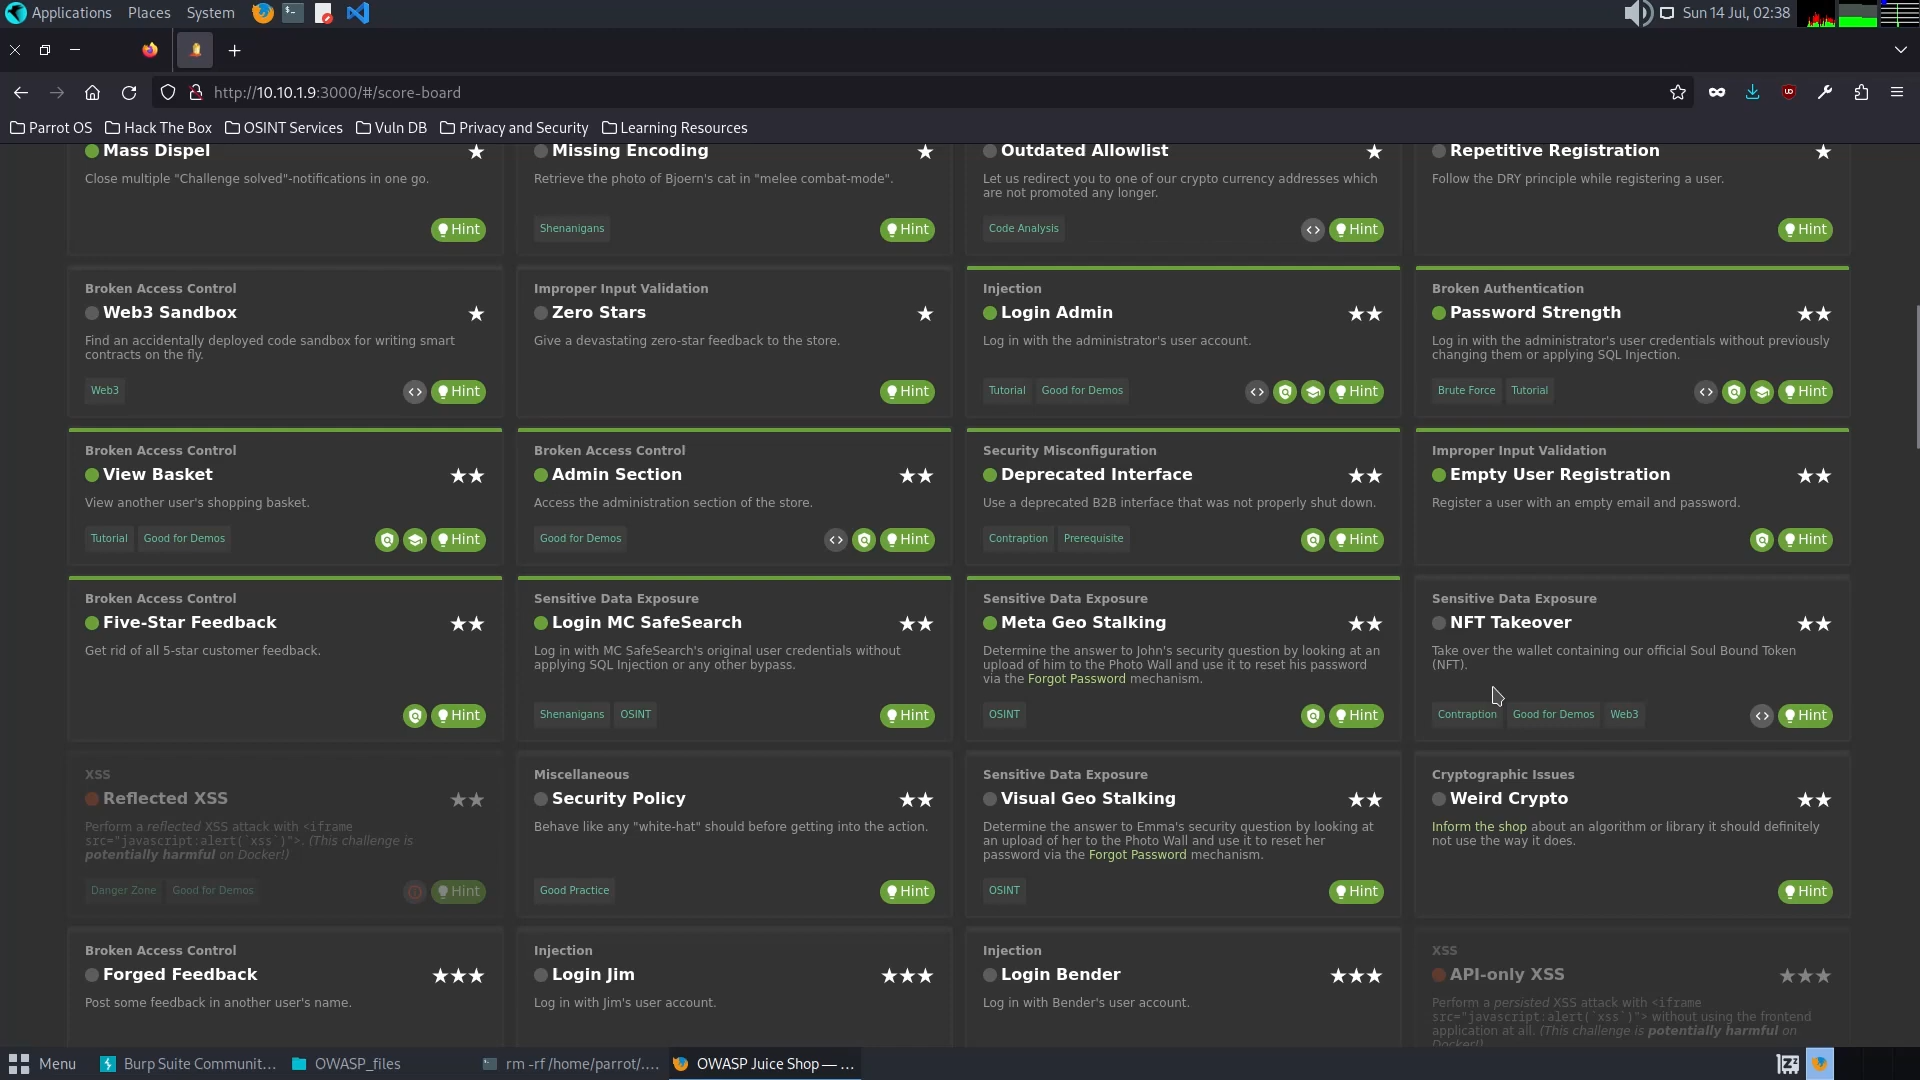 Applications Places System Sun 14 Jul, 02:38
http://10.10.1.9:3000/#/score-board
Parrot OS Hack The Box OSINT Services Vuln DB Privacy and Security Learning Resources
Mass Dispel
Close multiple "Challenge solved"-notifications in one go.
Hint
Missing Encoding
Retrieve the photo of Bjoern's cat in "melee combat-mode".
Shenanigans Hint
Outdated Allowlist
Let us redirect you to one of our crypto currency addresses which
are not promoted any longer.
Code Analysis Hint
Repetitive Registration
Follow the DRY principle while registering a user.
Hint
Broken Access Control
Web3 Sandbox
Find an accidentally deployed code sandbox for writing smart
contracts on the fly.
Web3 Hint
Improper Input Validation
Zero Stars
Give a devastating zero-star feedback to the store.
Hint
Injection
Login Admin
Log in with the administrator's user account.
Tutorial Good for Demos Hint
Broken Authentication
Password Strength
Log in with the administrator's user credentials without previously
changing them or applying SQL Injection.
Brute Force Tutorial Hint
Broken Access Control
View Basket
View another user's shopping basket.
Tutorial Good for Demos Hint
Broken Access Control
Admin Section
Access the administration section of the store.
Good for Demos Hint
Security Misconfiguration
Deprecated Interface
Use a deprecated B2B interface that was not properly shut down.
Contraption Prerequisite Hint
Improper Input Validation
Empty User Registration
Register a user with an empty email and password.
Hint
Broken Access Control
Five-Star Feedback
Get rid of all 5-star customer feedback.
Hint
Sensitive Data Exposure
Login MC SafeSearch
Log in with MC SafeSearch's original user credentials without
applying SQL Injection or any other bypass.
Shenanigans OSINT Hint
Sensitive Data Exposure
Meta Geo Stalking
Determine the answer to John's security question by looking at an
upload of him to the Photo Wall and use it to reset his password
via the Forgot Password mechanism.
OSINT Hint
Sensitive Data Exposure
NFT Takeover
Take over the wallet containing our official Soul Bound Token
(NFT).
Contraption Good for Demos Web3 Hint
XSS
Reflected XSS
Perform a reflected XSS attack with <iframe
src="javascript:alert(`xss`)">. (This challenge is
potentially harmful on Docker!)
Danger Zone Good for Demos Hint
Miscellaneous
Security Policy
Behave like any "white-hat" should before getting into the action.
Good Practice Hint
Sensitive Data Exposure
Visual Geo Stalking
Determine the answer to Emma's security question by looking at
an upload of her to the Photo Wall and use it to reset her
password via the Forgot Password mechanism.
OSINT Hint
Cryptographic Issues
Weird Crypto
Inform the shop about an algorithm or library it should definitely
not use the way it does.
Hint
Broken Access Control
Forged Feedback
Post some feedback in another user's name.
Injection
Login Jim
Log in with Jim's user account.
Injection
Login Bender
Log in with Bender's user account.
XSS
API-only XSS
Perform a persisted XSS attack with <iframe
src="javascript:alert(`xss`)"> without using the frontend
application at all. (This challenge is potentially harmful on
Docker!)
Menu Burp Suite Communit... OWASP_files rm -rf /home/parrot/.... OWASP Juice Shop — ...